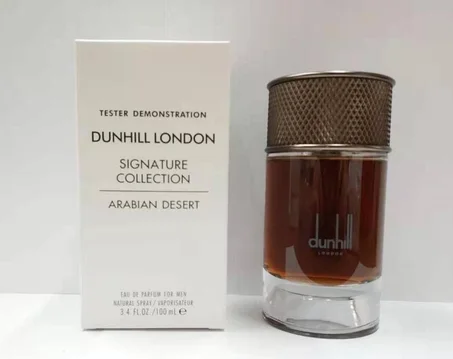 TESTER DEMONSTRATION
DUNHILL LONDON
SIGNATURE
COLLECTION
ARABIAN DESERT
EAU DE PARFUM FOR MEN
NATURAL SPRAY/VAPORISATEUR
3.4 FL.OZ./100 mL e
dunhill
LONDON